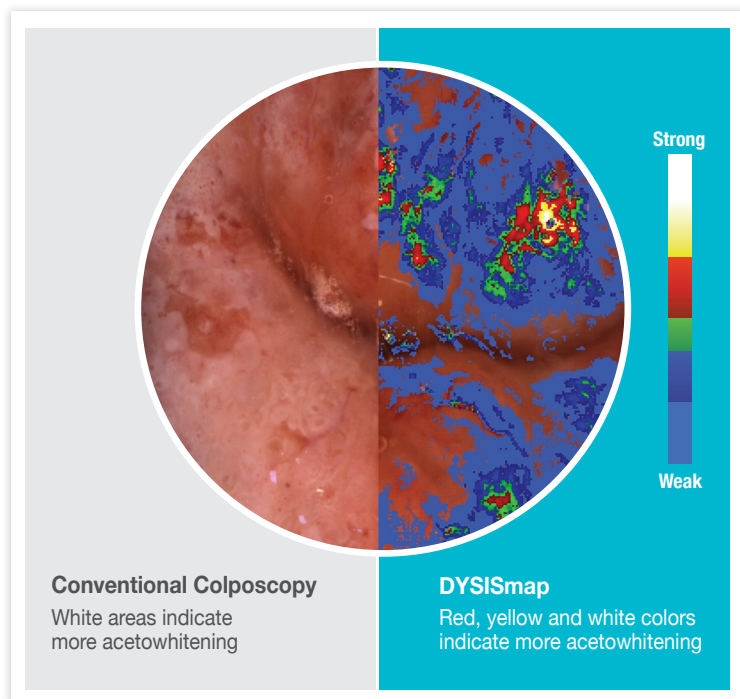 Strong
Weak
Conventional Colposcopy
White areas indicate
more acetowhitening
DYSISmap
Red, yellow and white colors
indicate more acetowhitening